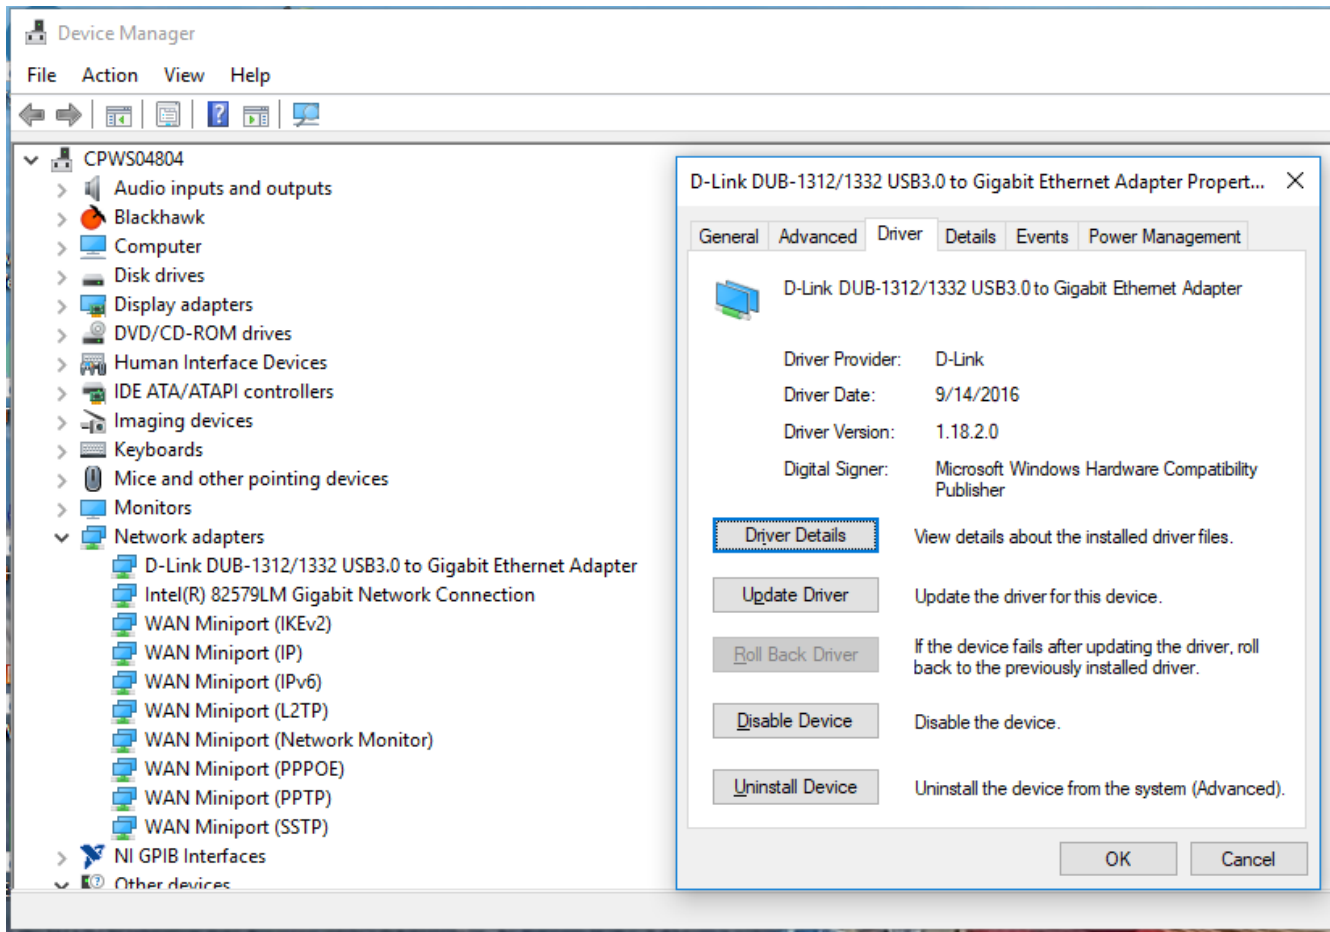 Device Manager
File Action View Help
CPWS04804
Audio inputs and outputs
Blackhawk
Computer
Disk drives
Display adapters
DVD/CD-ROM drives
Human Interface Devices
IDE ATA/ATAPI controllers
Imaging devices
Keyboards
Mice and other pointing devices
Monitors
Network adapters
D-Link DUB-1312/1332 USB3.0 to Gigabit Ethernet Adapter
Intel(R) 82579LM Gigabit Network Connection
WAN Miniport (IKEv2)
WAN Miniport (IP)
WAN Miniport (IPv6)
WAN Miniport (L2TP)
WAN Miniport (Network Monitor)
WAN Miniport (PPPOE)
WAN Miniport (PPTP)
WAN Miniport (SSTP)
NI GPIB Interfaces
Other devices
D-Link DUB-1312/1332 USB3.0 to Gigabit Ethernet Adapter Propert...
General Advanced Driver Details Events Power Management
D-Link DUB-1312/1332 USB3.0 to Gigabit Ethernet Adapter
Driver Provider: D-Link
Driver Date: 9/14/2016
Driver Version: 1.18.2.0
Digital Signer: Microsoft Windows Hardware Compatibility
Publisher
Driver Details View details about the installed driver files.
Update Driver Update the driver for this device.
Roll Back Driver If the device fails after updating the driver, roll
back to the previously installed driver.
Disable Device Disable the device.
Uninstall Device Uninstall the device from the system (Advanced).
OK Cancel